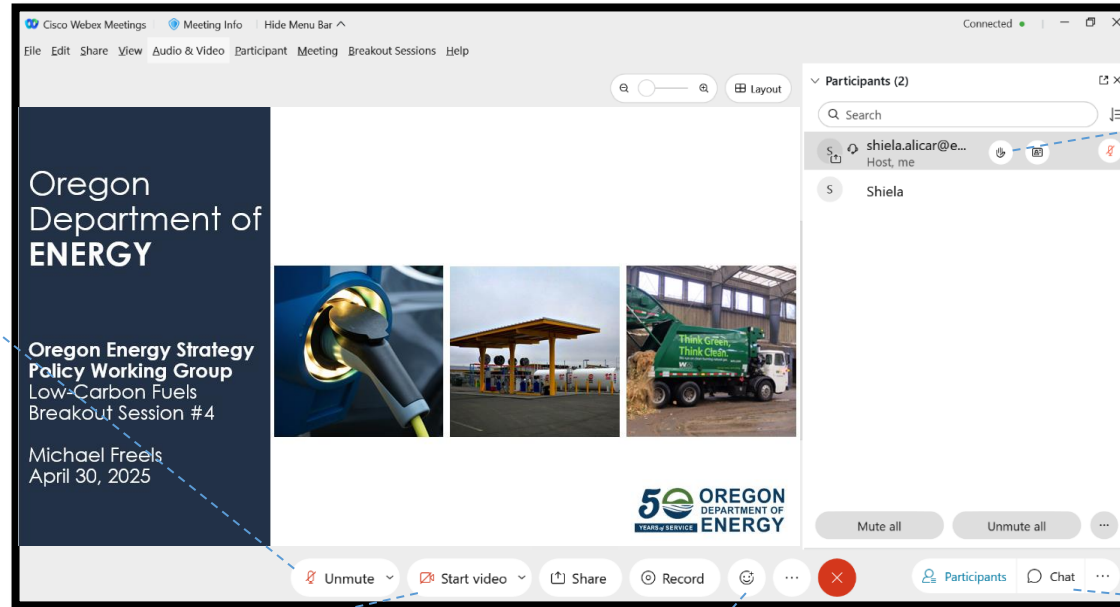 Cisco Webex Meetings Meeting Info Hide Menu Bar Connected
File Edit Share View Audio & Video Participant Meeting Breakout Sessions Help
Layout
Participants (2)
Search
S shiela.alicar@e...
Host, me
S Shiela
Oregon
Department of
ENERGY
Oregon Energy Strategy
Policy Working Group
Low-Carbon Fuels
Breakout Session #4
Michael Freels
April 30, 2025
Think Green.
Think Clean.
W
50 YEARS of SERVICE
OREGON
DEPARTMENT OF
ENERGY
Mute all Unmute all ...
Unmute Start video Share Record ... Participants Chat ...